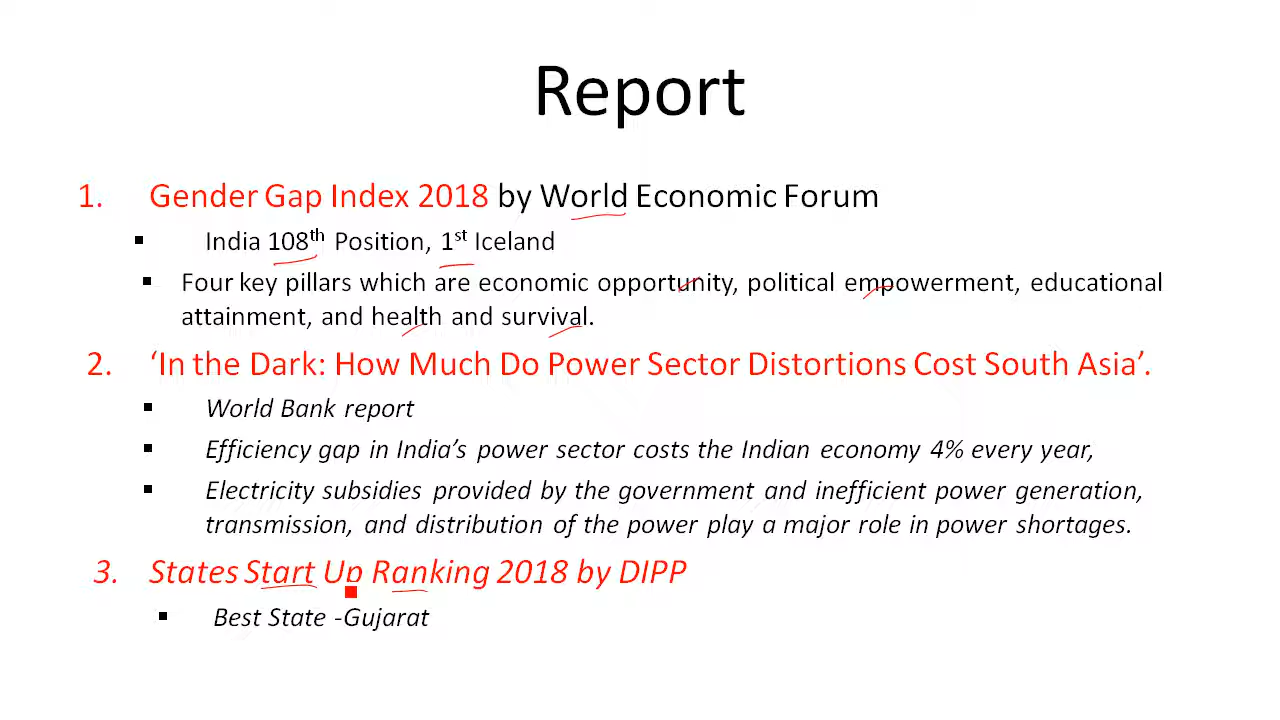 Report
1. Gender Gap Index 2018 by World Economic Forum
▪ India 108th Position, 1st Iceland
▪ Four key pillars which are economic opportunity, political empowerment, educational
attainment, and health and survival.
2. ‘In the Dark: How Much Do Power Sector Distortions Cost South Asia’.
▪ World Bank report
▪ Efficiency gap in India’s power sector costs the Indian economy 4% every year,
▪ Electricity subsidies provided by the government and inefficient power generation,
transmission, and distribution of the power play a major role in power shortages.
3. States Start Up Ranking 2018 by DIPP
▪ Best State -Gujarat